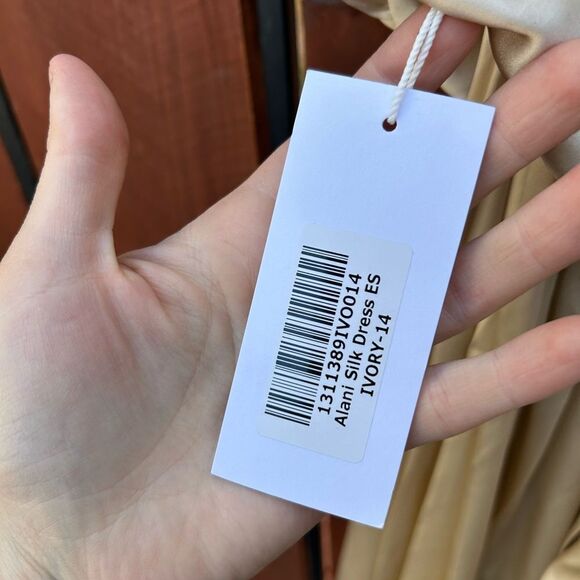 1311389IVO014
Alani Silk Dress ES
IVORY-14